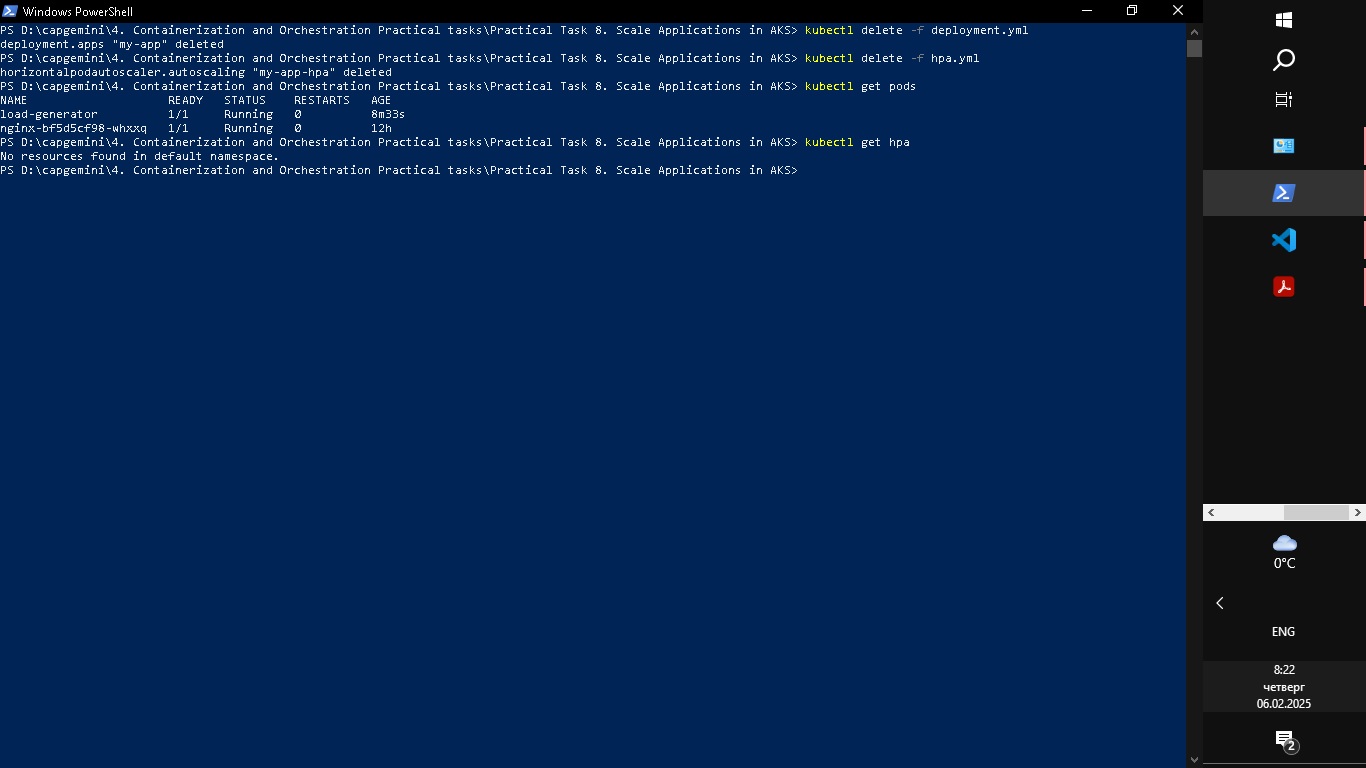 Windows PowerShell
PS D:\capgemini\4. Containerization and Orchestration Practical tasks\Practical Task 8. Scale Applications in AKS> kubectl delete -f deployment.yml
deployment.apps "my-app" deleted
PS D:\capgemini\4. Containerization and Orchestration Practical tasks\Practical Task 8. Scale Applications in AKS> kubectl delete -f hpa.yml
horizontalpodautoscaler.autoscaling "my-app-hpa" deleted
PS D:\capgemini\4. Containerization and Orchestration Practical tasks\Practical Task 8. Scale Applications in AKS> kubectl get pods
NAME                    READY   STATUS    RESTARTS   AGE
load-generator          1/1     Running   0          8m33s
nginx-bf5d5cf98-whxxq   1/1     Running   0          12h
PS D:\capgemini\4. Containerization and Orchestration Practical tasks\Practical Task 8. Scale Applications in AKS> kubectl get hpa
No resources found in default namespace.
PS D:\capgemini\4. Containerization and Orchestration Practical tasks\Practical Task 8. Scale Applications in AKS>
0°C
ENG
8:22
четверг
06.02.2025
2